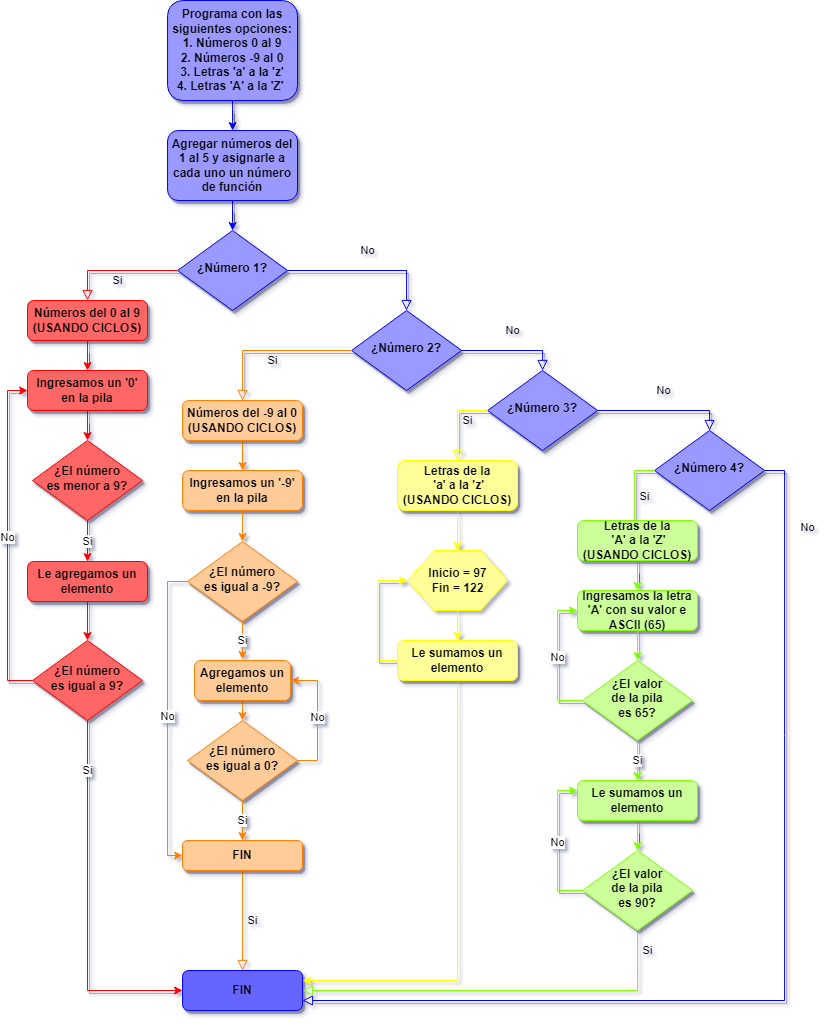 Programa con las
siguientes opciones:
1. Números 0 al 9
2. Números -9 al 0
3. Letras 'a' a la 'z'
4. Letras 'A' a la 'Z'
Agregar números del
1 al 5 y asignarle a
cada uno un número
de función
¿Número 1?
No
Si
Números del 0 al 9
(USANDO CICLOS)
Ingresamos un '0'
en la pila
¿El número
es menor a 9?
No
Si
Le agregamos un
elemento
¿El número
es igual a 9?
Si
¿Número 2?
No
Si
Números del -9 al 0
(USANDO CICLOS)
Ingresamos un '-9'
en la pila
¿El número
es igual a -9?
Si
Agregamos un
elemento
No
No
¿El número
es igual a 0?
Si
FIN
Si
¿Número 3?
No
Si
Letras de la
'a' a la 'z'
(USANDO CICLOS)
Inicio = 97
Fin = 122
Le sumamos un
elemento
¿Número 4?
No
Si
Letras de la
'A' a la 'Z'
(USANDO CICLOS)
Ingresamos la letra
'A' con su valor e
ASCII (65)
No
¿El valor
de la pila
es 65?
Si
Le sumamos un
elemento
No
¿El valor
de la pila
es 90?
Si
FIN